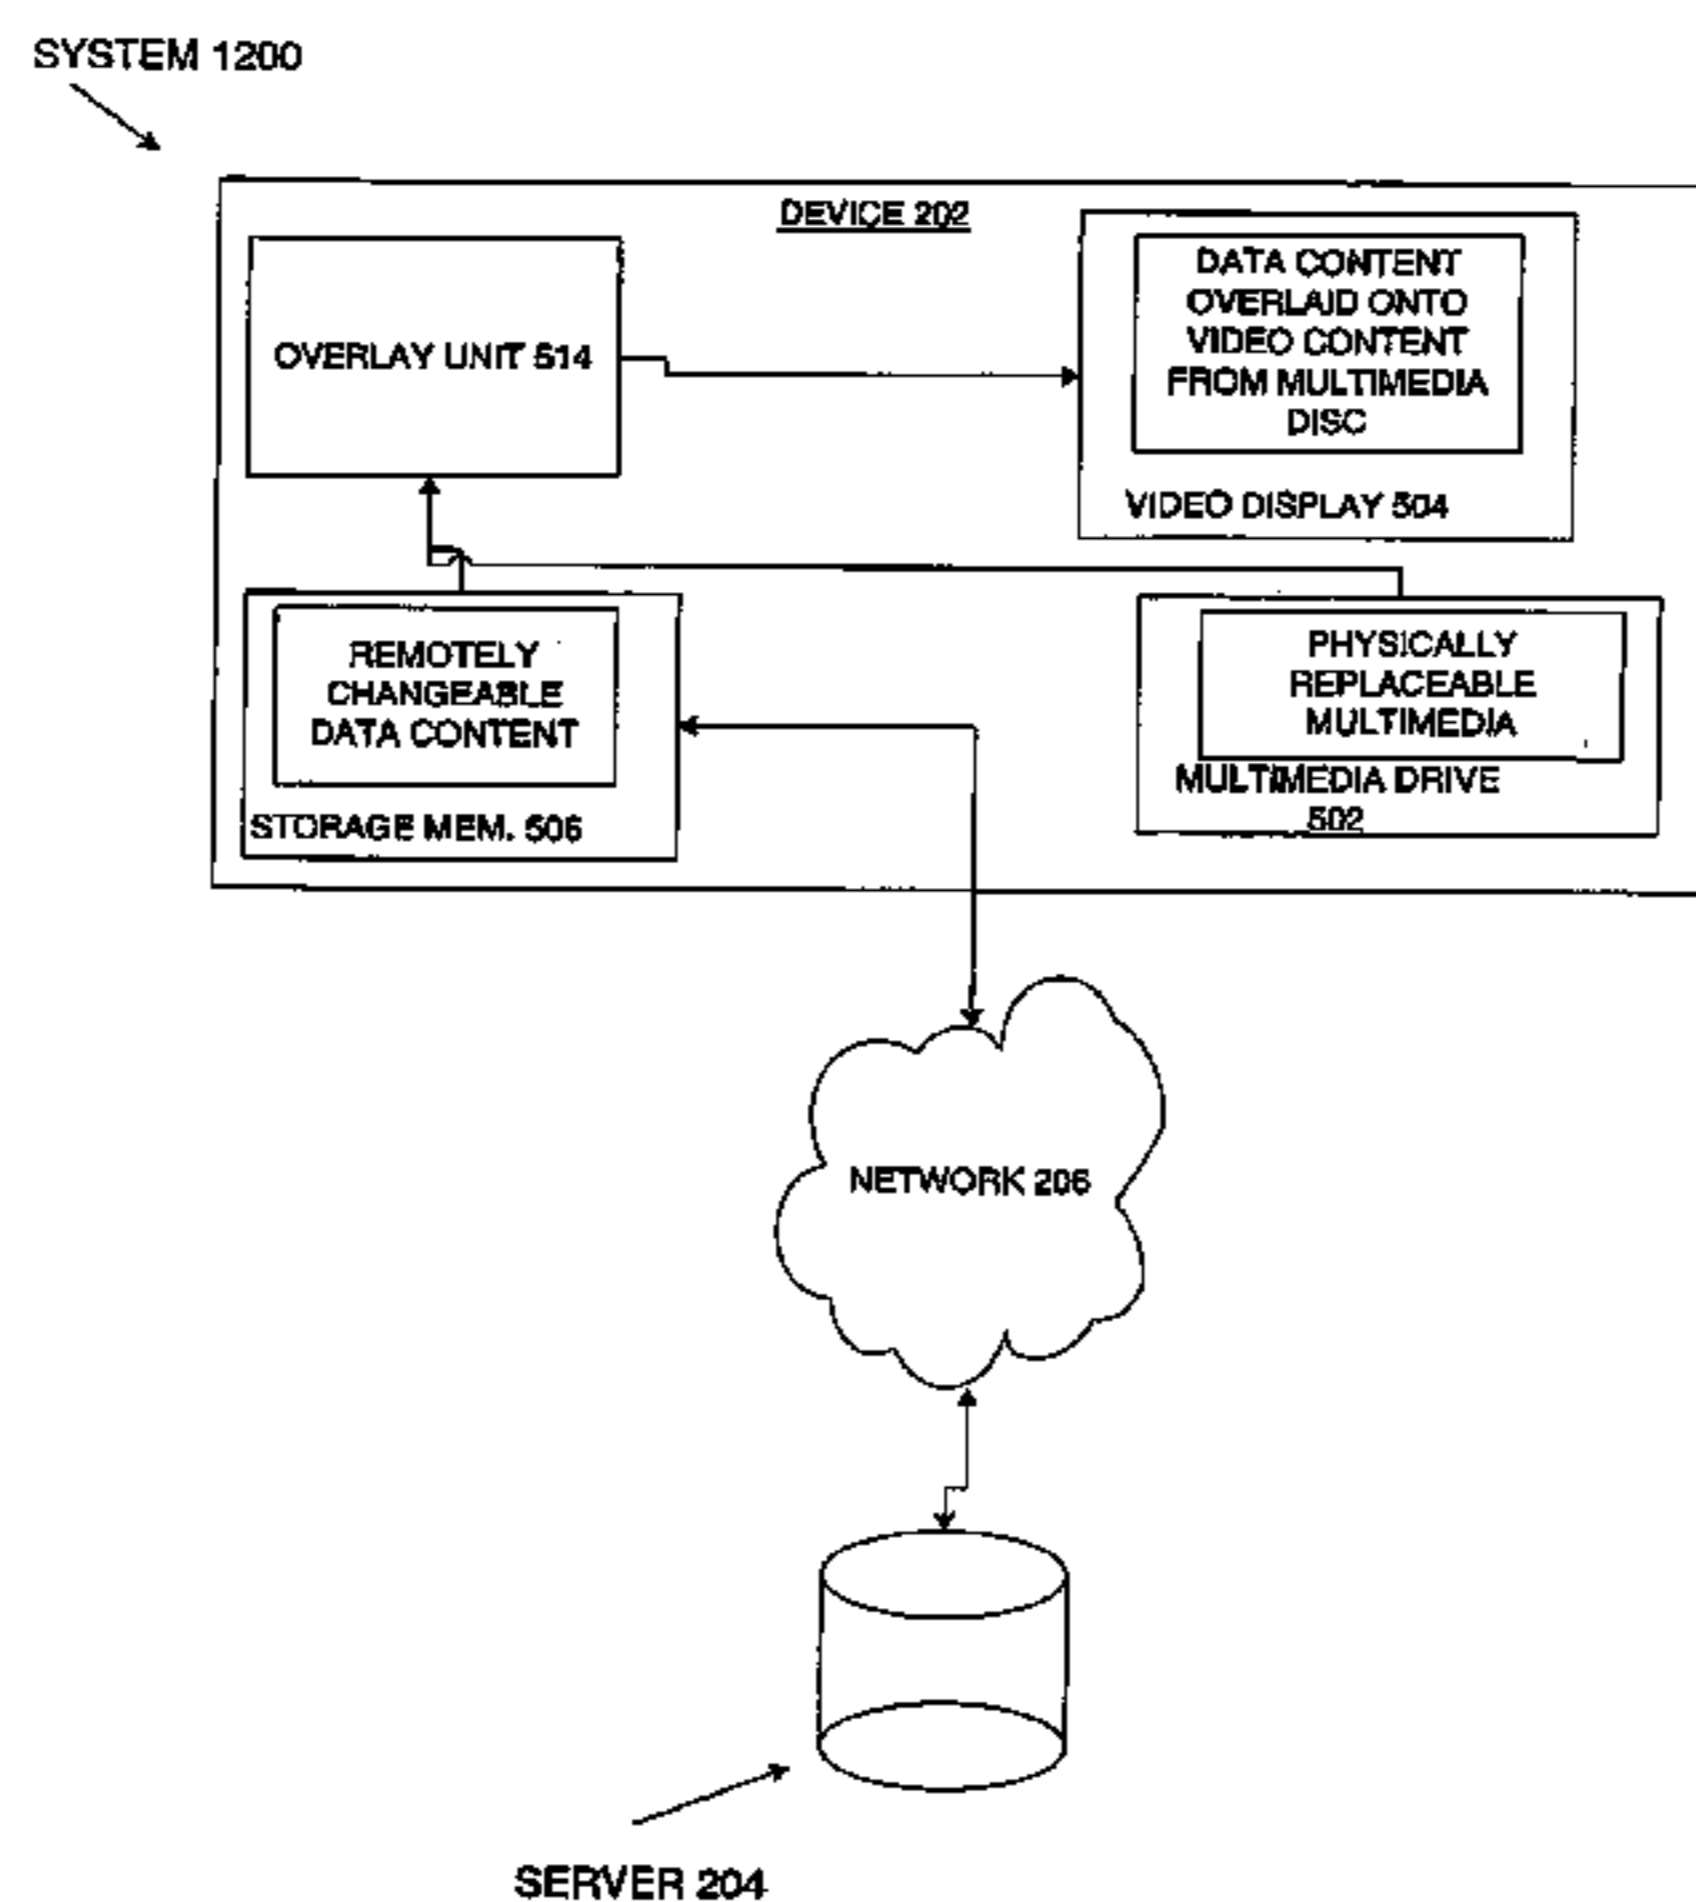 SYSTEM 1200
DEVICE 202
OVERLAY UNIT 514
DATA CONTENT
OVERLAID ONTO
VIDEO CONTENT
FROM MULTIMEDIA
DISC
VIDEO DISPLAY 504
REMOTELY
CHANGEABLE
DATA CONTENT
STORAGE MEM. 506
PHYSICALLY
REPLACEABLE
MULTIMEDIA
MULTIMEDIA DRIVE
502
NETWORK 206
SERVER 204